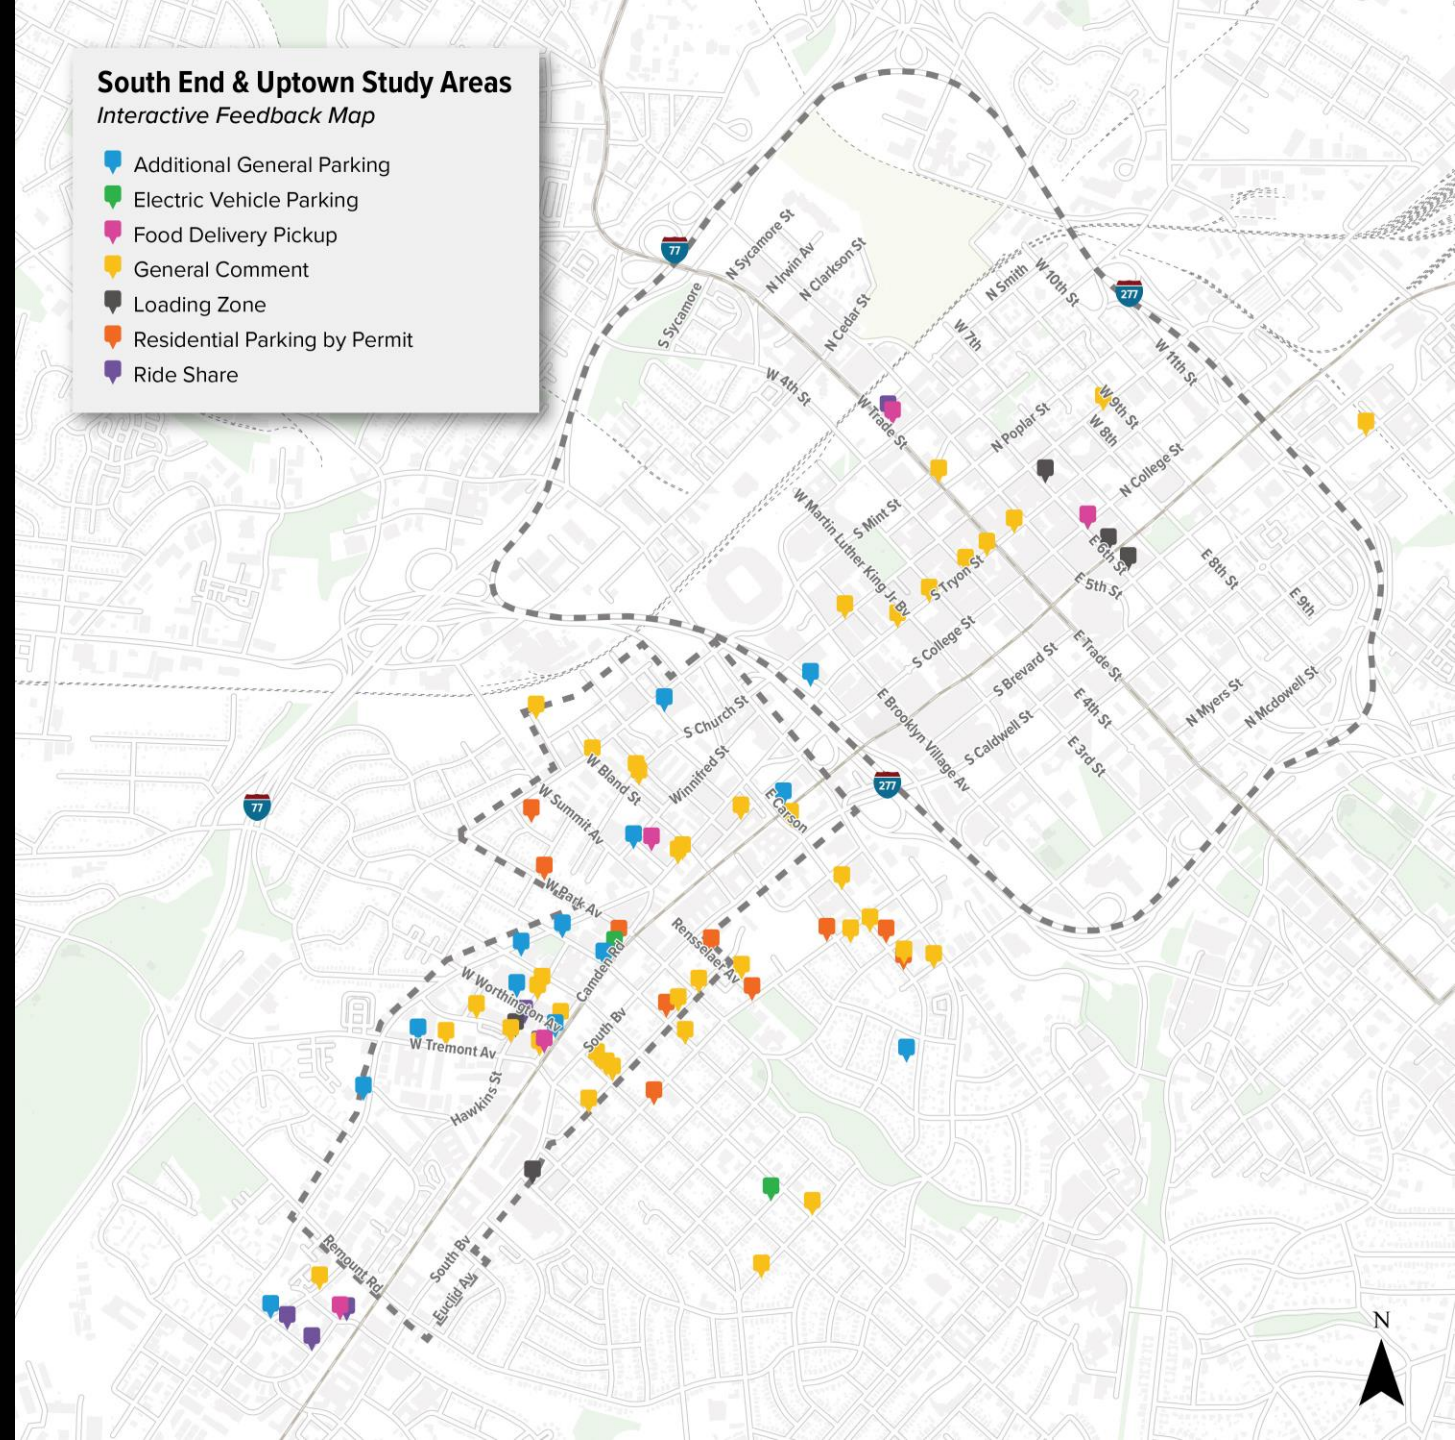 South End & Uptown Study Areas
Interactive Feedback Map
Additional General Parking
Electric Vehicle Parking
Food Delivery Pickup
General Comment
Loading Zone
Residential Parking by Permit
Ride Share
77
N Sycamore St
N Irwin Av
N Clarkson St
N Cedar St
S Sycamore
N Smith
W 10th St
277
W 7th
W 11th St
W 4th St
W Trade St
N Poplar St
W 9th St
W 8th
N College St
W Martin Luther King Jr Bv
S Mint St
E 6th St
E 5th St
E 8th St
E 9th
S Tryon St
S College St
E Trade St
S Brevard St
E 4th St
N Myers St
N Mcdowell St
E Brooklyn Village Av
S Caldwell St
E 3rd St
S Church St
Winnifred St
W Bland St
277
77
W Summit Av
E Carson
W Park Av
Rensselaer Av
Camden Rd
W Worthington Av
South Bv
W Tremont Av
Hawkins St
Remount Rd
South Bv
Euclid Av
N